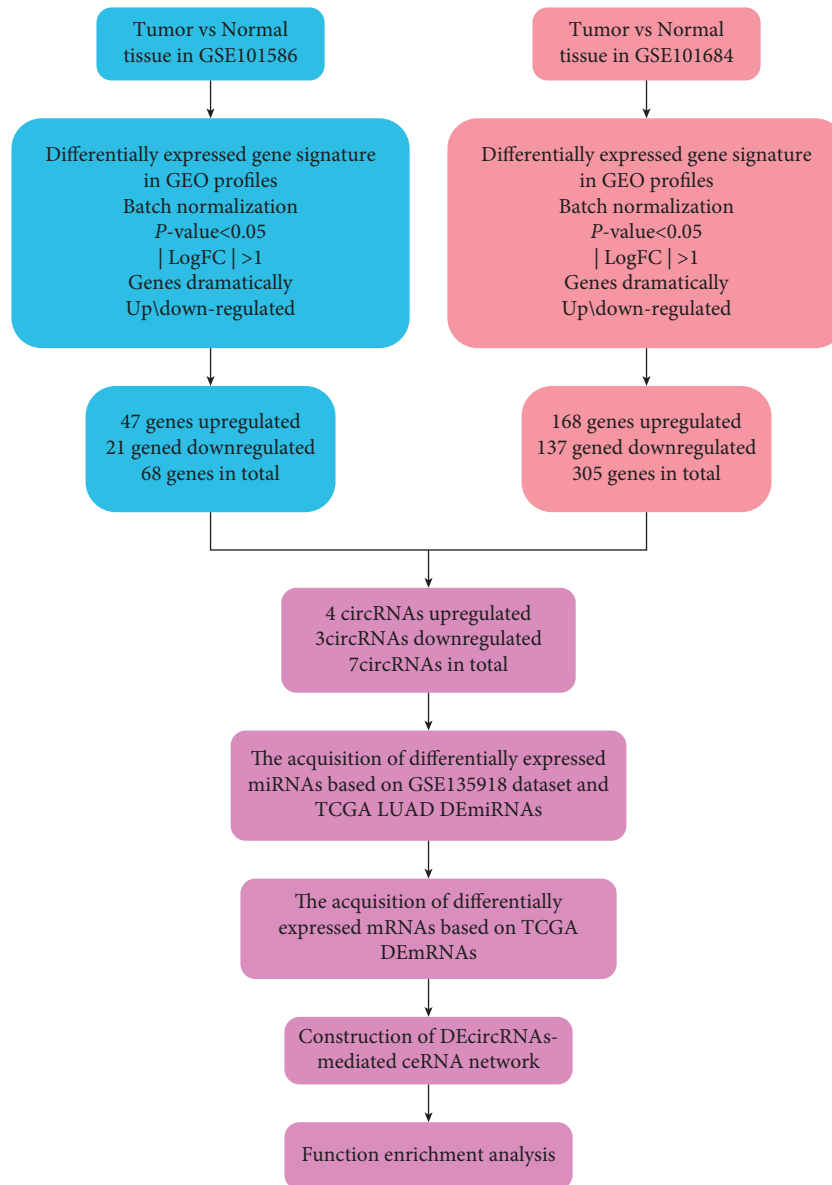 Tumor vs Normal
tissue in GSE101586
Tumor vs Normal
tissue in GSE101684
Differentially expressed gene signature
in GEO profiles
Batch normalization
P-value<0.05
| LogFC | >1
Genes dramatically
Up\down-regulated
Differentially expressed gene signature
in GEO profiles
Batch normalization
P-value<0.05
| LogFC | >1
Genes dramatically
Up\down-regulated
47 genes upregulated
21 gened downregulated
68 genes in total
168 genes upregulated
137 gened downregulated
305 genes in total
4 circRNAs upregulated
3circRNAs downregulated
7circRNAs in total
The acquisition of differentially expressed
miRNAs based on GSE135918 dataset and
TCGA LUAD DEmiRNAs
The acquisition of differentially
expressed mRNAs based on TCGA
DEmRNAs
Construction of DEcircRNAs-
mediated ceRNA network
Function enrichment analysis